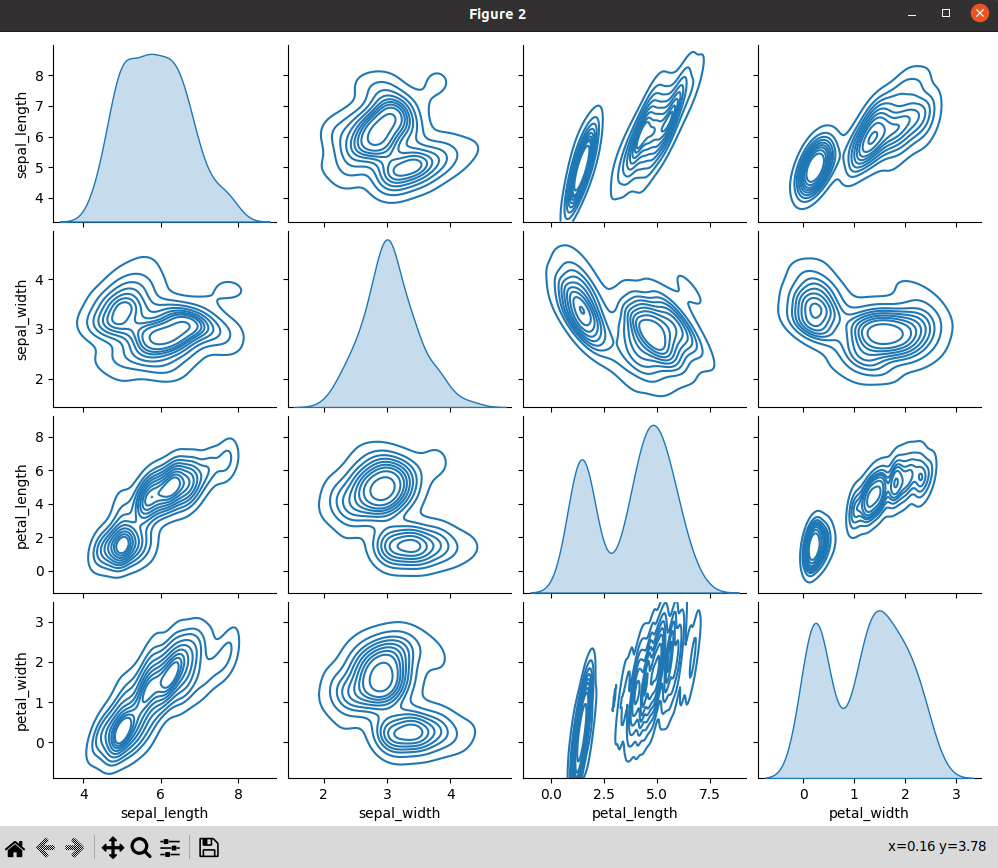 Figure 2
sepal_length
8
7
6
5
4
sepal_width
4
3
2
petal_length
8
6
4
2
0
petal_width
3
2
1
0
4 6 8 2 3 4 0.0 2.5 5.0 7.5 0 1 2 3
sepal_length sepal_width petal_length petal_width
x=0.16 y=3.78